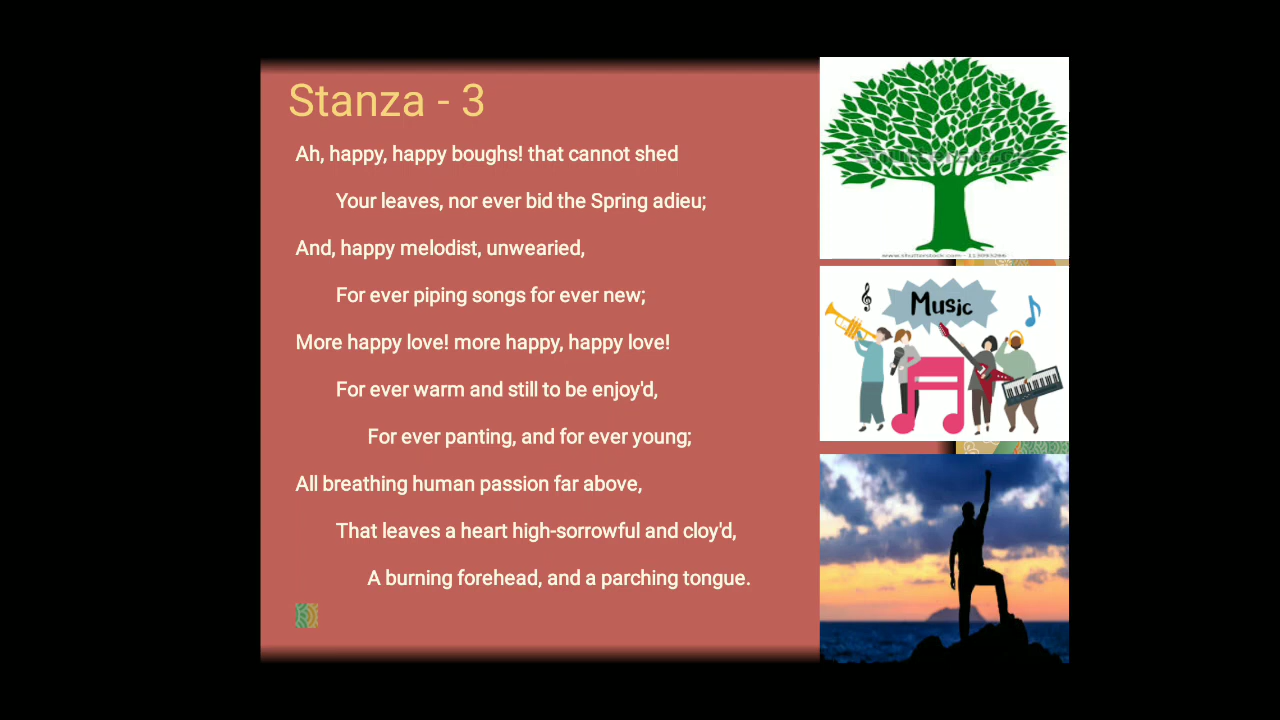 Stanza - 3
Ah, happy, happy boughs! that cannot shed
Your leaves, nor ever bid the Spring adieu;
And, happy melodist, unwearied,
For ever piping songs for ever new;
More happy love! more happy, happy love!
For ever warm and still to be enjoy'd,
For ever panting, and for ever young;
All breathing human passion far above,
That leaves a heart high-sorrowful and cloy'd,
A burning forehead, and a parching tongue.
Music